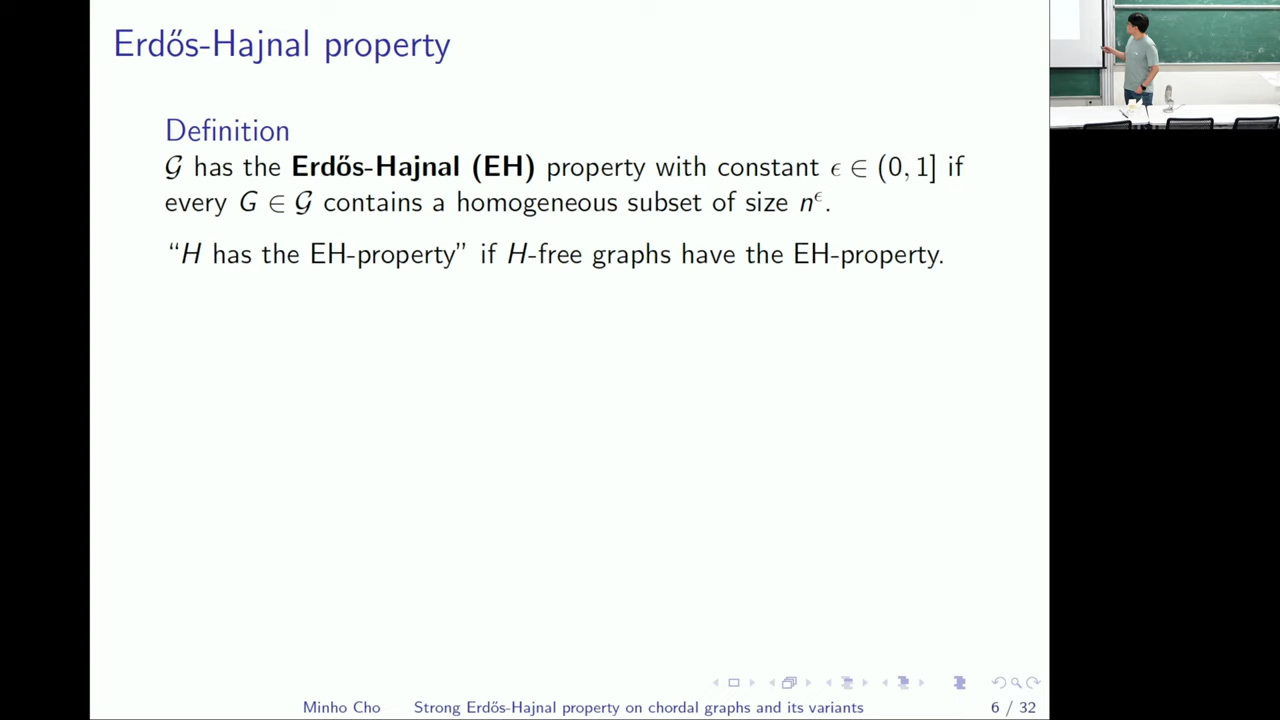 Erdős-Hajnal property
Definition
𝒢 has the Erdős-Hajnal (EH) property with constant ϵ ∈ (0, 1] if
every G ∈ 𝒢 contains a homogeneous subset of size n^ϵ.
“H has the EH-property” if H-free graphs have the EH-property.
Minho Cho Strong Erdős-Hajnal property on chordal graphs and its variants 6 / 32